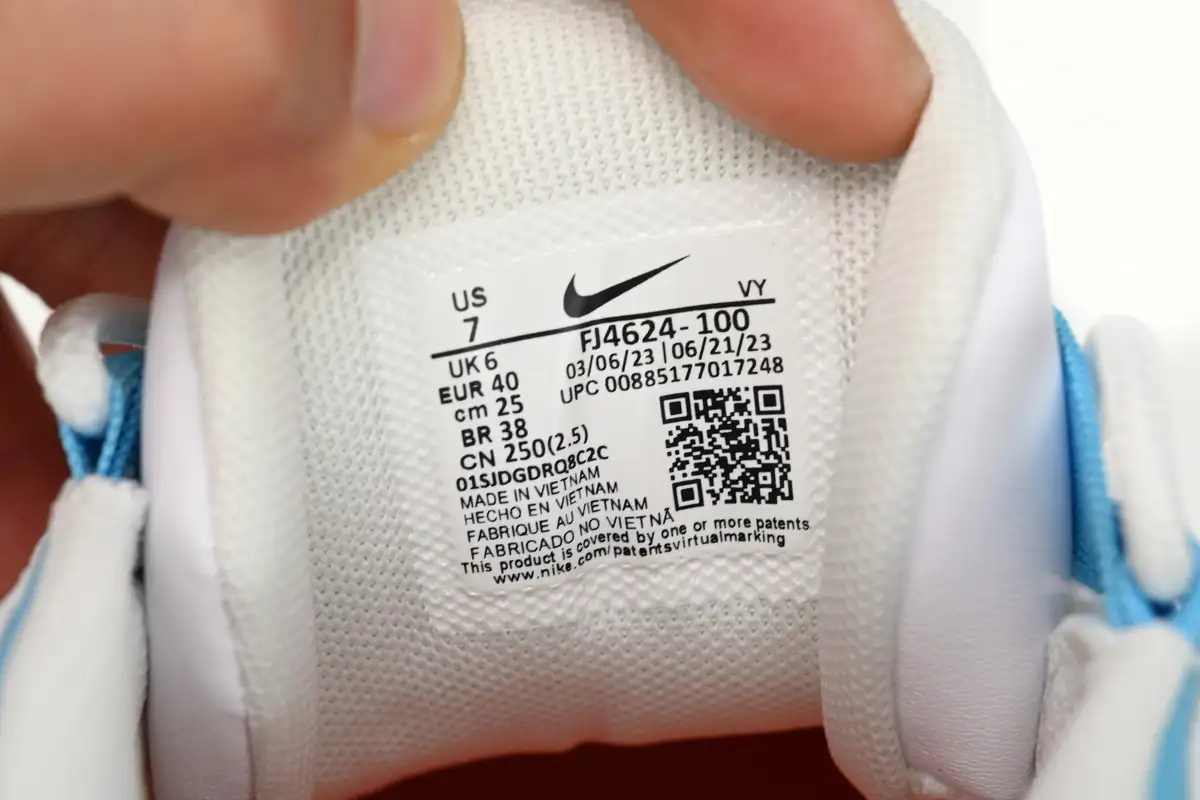 US
7
VY
FJ4624-100
03/06/23 | 06/21/23
UPC 00885177017248
UK 6
EUR 40
cm 25
BR 38
CN 250(2.5)
01SJDGDRQ8C2C
MADE IN VIETNAM
HECHO EN VIETNAM
FABRIQUE AU VIETNAM
FABRICADO NO VIETNÃ
This product is covered by one or more patents
www.nike.com/patentsvirtualmarking